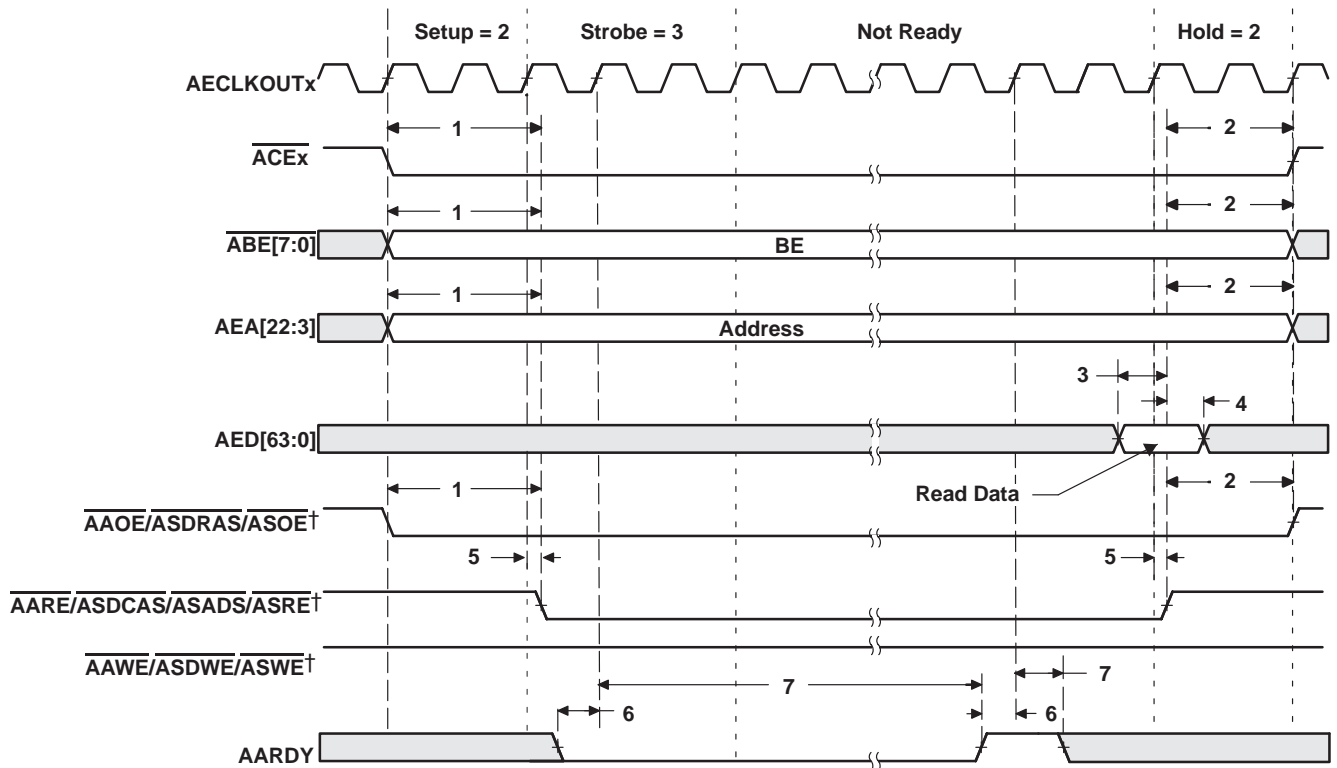 Setup = 2 Strobe = 3 Not Ready Hold = 2
AECLKOUTx
1 2
ACEx
1 2
ABE[7:0] BE
1 2
AEA[22:3] Address
3
4
AED[63:0]
Read Data
1 2
AAOE/ASDRAS/ASOE†
5 5
AARE/ASDCAS/ASADS/ASRE†
AAWE/ASDWE/ASWE†
7 7
6 6
AARDY